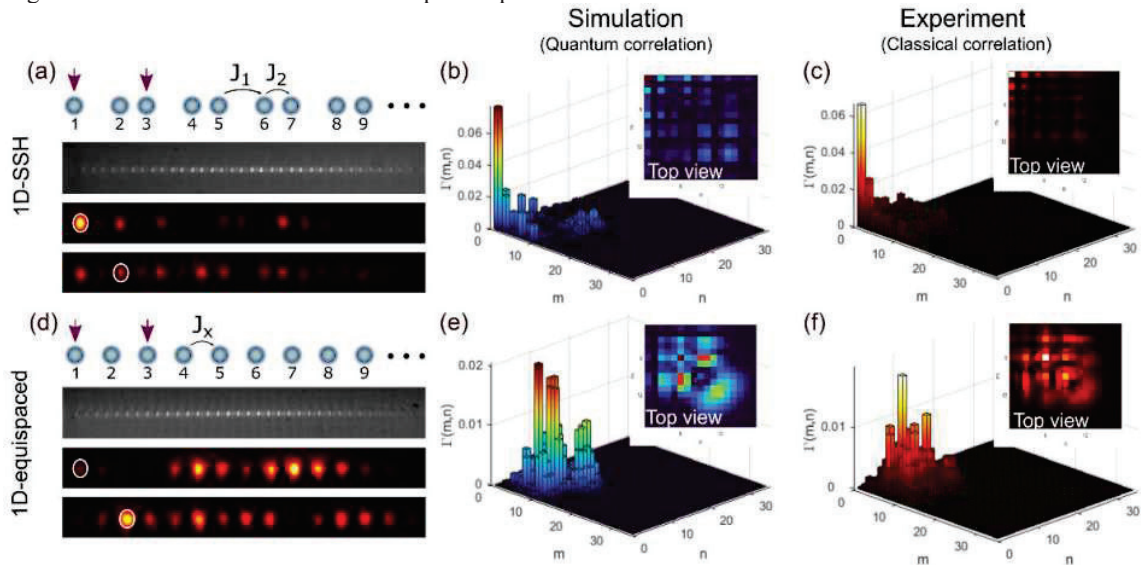 Simulation
(Quantum correlation)
Experiment
(Classical correlation)
1D-SSH
(a)
J1
J2
1 2 3 4 5 6 7 8 9
(b)
Γ(m,n)
0.06
0.04
0.02
0
10
20
30
m
0
10
20
30
n
Top view
(c)
Γ(m,n)
0.06
0.04
0.02
0
10
20
30
m
0
10
20
30
n
Top view
1D-equispaced
(d)
Jx
1 2 3 4 5 6 7 8 9
(e)
Γ(m,n)
0.02
0.01
0
10
20
30
m
0
10
20
30
n
Top view
(f)
Γ(m,n)
0.01
0
10
20
30
m
0
10
20
30
n
Top view